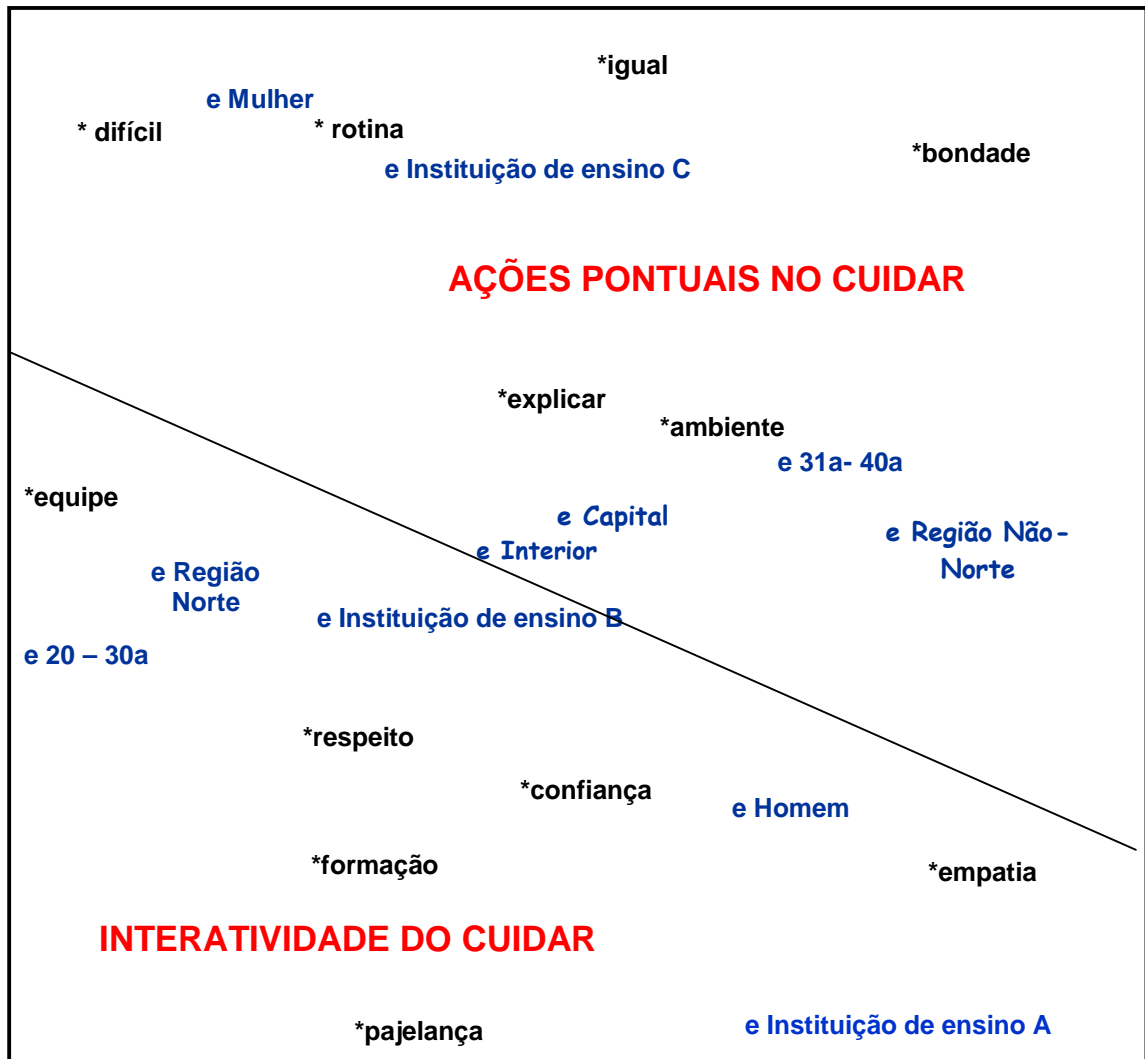 *igual
e Mulher
* difícil
* rotina
*bondade
e Instituição de ensino C
AÇÕES PONTUAIS NO CUIDAR
*explicar
*ambiente
e 31a- 40a
*equipe
e Capital
e Região Não-
Norte
e Interior
e Região
Norte
e Instituição de ensino B
e 20 – 30a
*respeito
*confiança
e Homem
*formação
*empatia
INTERATIVIDADE DO CUIDAR
*pajelança
e Instituição de ensino A